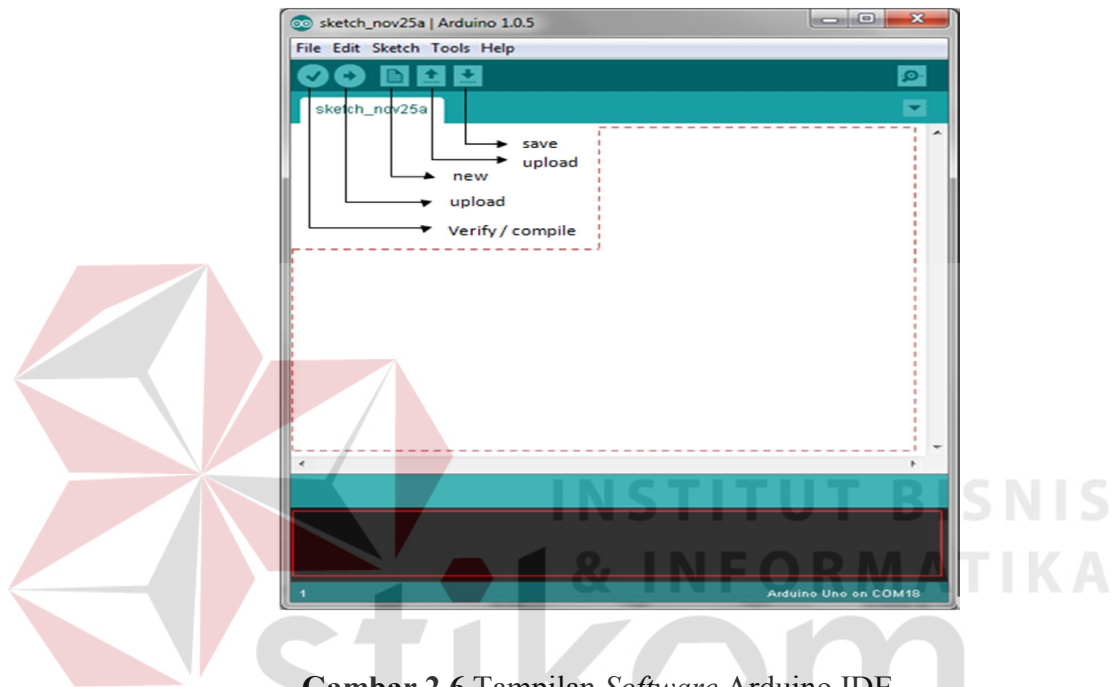 sketch_nov25a | Arduino 1.0.5
File Edit Sketch Tools Help
sketch_nov25a
save
upload
new
upload
Verify / compile
INSTITUT BISNIS
& INFORMATIKA
1
Arduino Uno on COM18
stikom
Gambar 2.6 Tampilan Software Arduino IDE